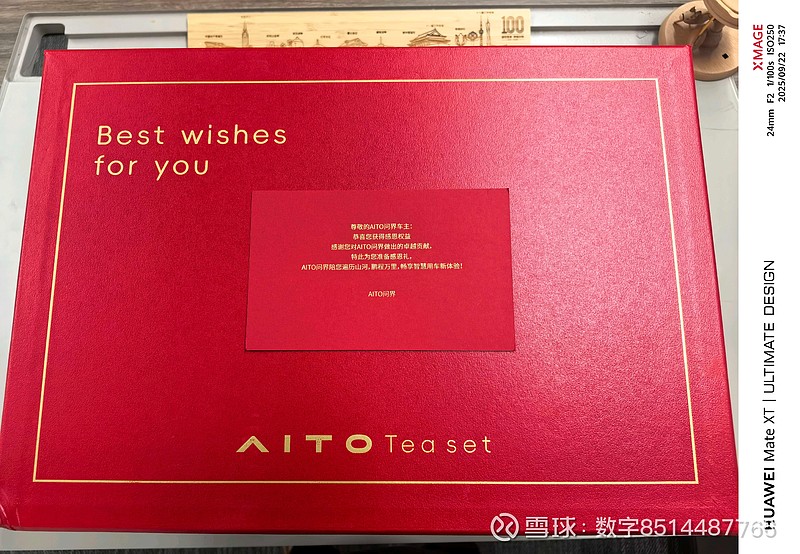 100
Best wishes
for you
尊敬的AITO问界车主：
恭喜您获得感恩权益
感谢您对AITO问界做出的卓越贡献，
特此为您准备感恩礼。
AITO问界陪您遍历山河，鹏程万里，畅享智慧用车新体验！
AITO问界
AITO Tea set
XMAGE
24mm F2 1/100s ISO250
2025/09/22 17:37
HUAWEI Mate XT | ULTIMATE DESIGN
雪球：数字8514487765